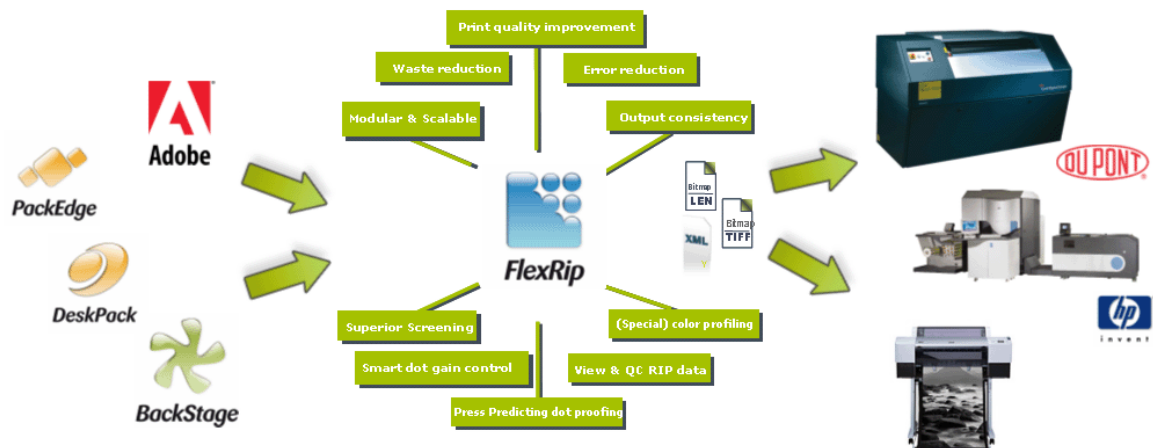 Print quality improvement
Waste reduction
Error reduction
Modular & Scalable
Output consistency
Adobe
PackEdge
DeskPack
BackStage
FlexRip
Bitmap
LEN
Bitmap
TIFF
XML
DUPONT
hp
invent
Superior Screening
(Special) color profiling
Smart dot gain control
View & QC RIP data
Press Predicting dot proofing